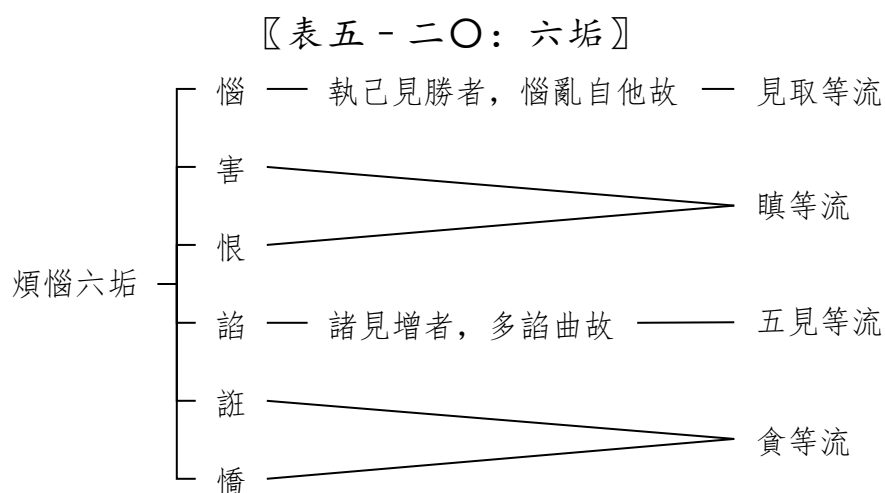 〖表五–二〇：六垢〗
惱 執己見勝者，惱亂自他故 見取等流
害
瞋等流
恨
煩惱六垢
諂 諸見增者，多諂曲故 五見等流
誑
貪等流
憍